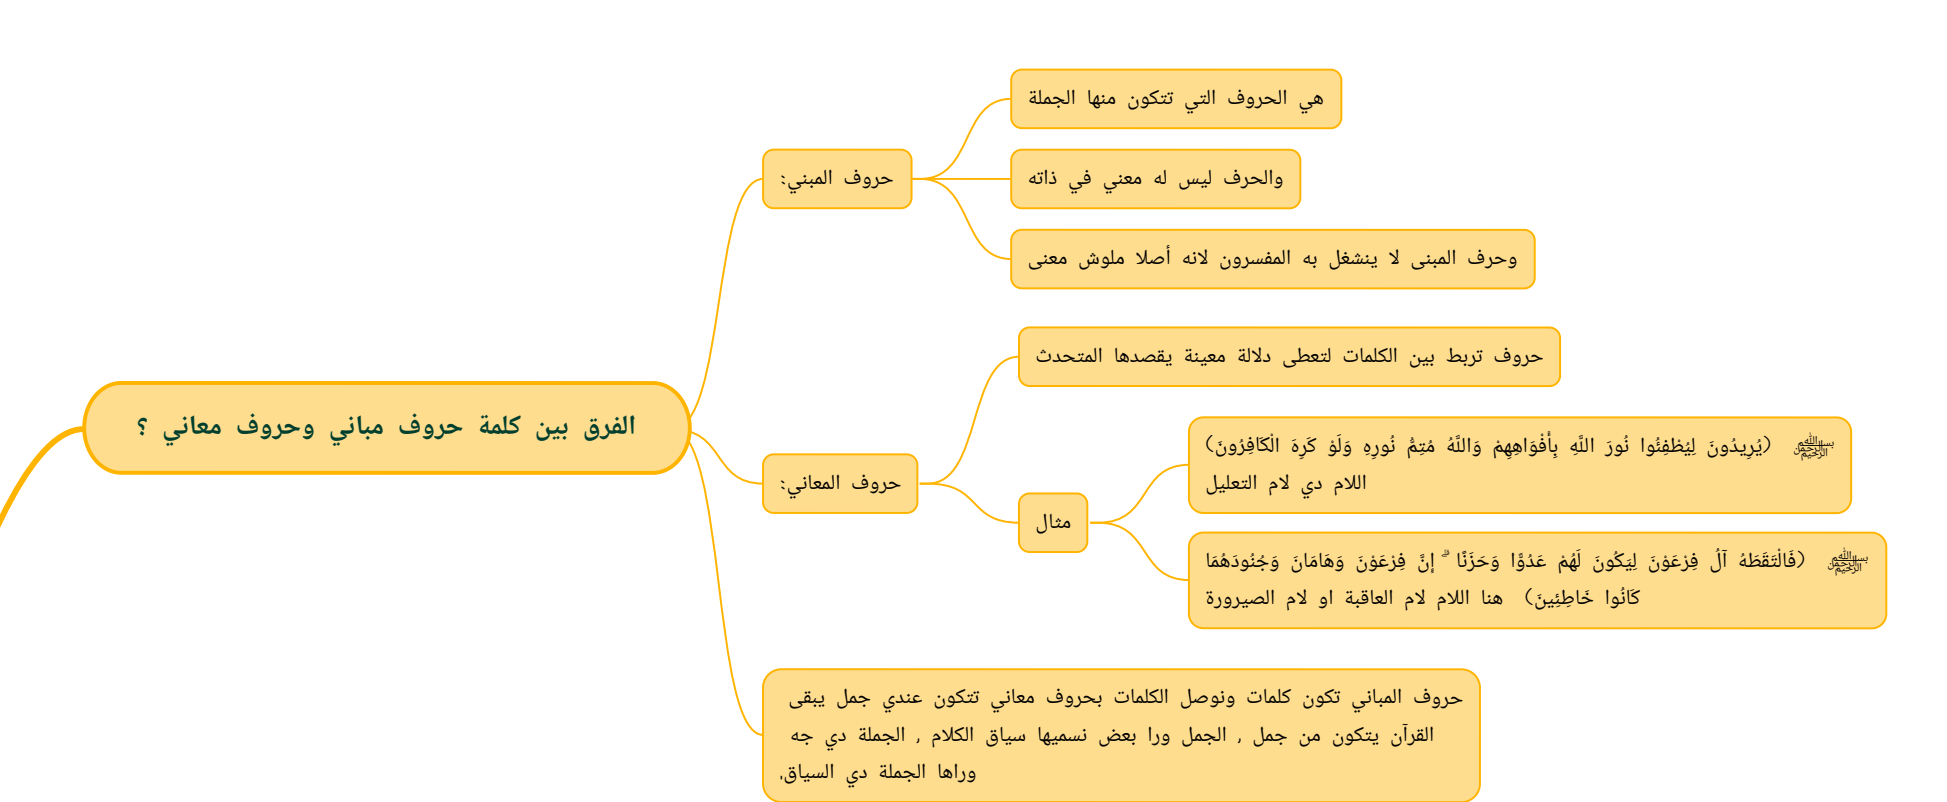 الفرق بين كلمة حروف مباني وحروف معاني ؟
حروف المبني:
هي الحروف التي تتكون منها الجملة
والحرف ليس له معني في ذاته
وحرف المبنى لا ينشغل به المفسرون لانه أصلا ملوش معنى
حروف المعاني:
حروف تربط بين الكلمات لتعطى دلالة معينة يقصدها المتحدث
مثال
﷽ (يُرِيدُونَ لِيُطْفِئُوا نُورَ اللَّهِ بِأَفْوَاهِهِمْ وَاللَّهُ مُتِمُّ نُورِهِ وَلَوْ كَرِهَ الْكَافِرُونَ)
اللام دي لام التعليل
﷽ (فَالْتَقَطَهُ آلُ فِرْعَوْنَ لِيَكُونَ لَهُمْ عَدُوًّا وَحَزَنًا ۗ إِنَّ فِرْعَوْنَ وَهَامَانَ وَجُنُودَهُمَا
كَانُوا خَاطِئِينَ) هنا اللام لام العاقبة او لام الصيرورة
حروف المباني تكون كلمات ونوصل الكلمات بحروف معاني تتكون عندي جمل يبقى
القرآن يتكون من جمل , الجمل ورا بعض نسميها سياق الكلام , الجملة دي جه
وراها الجملة دي السياق.